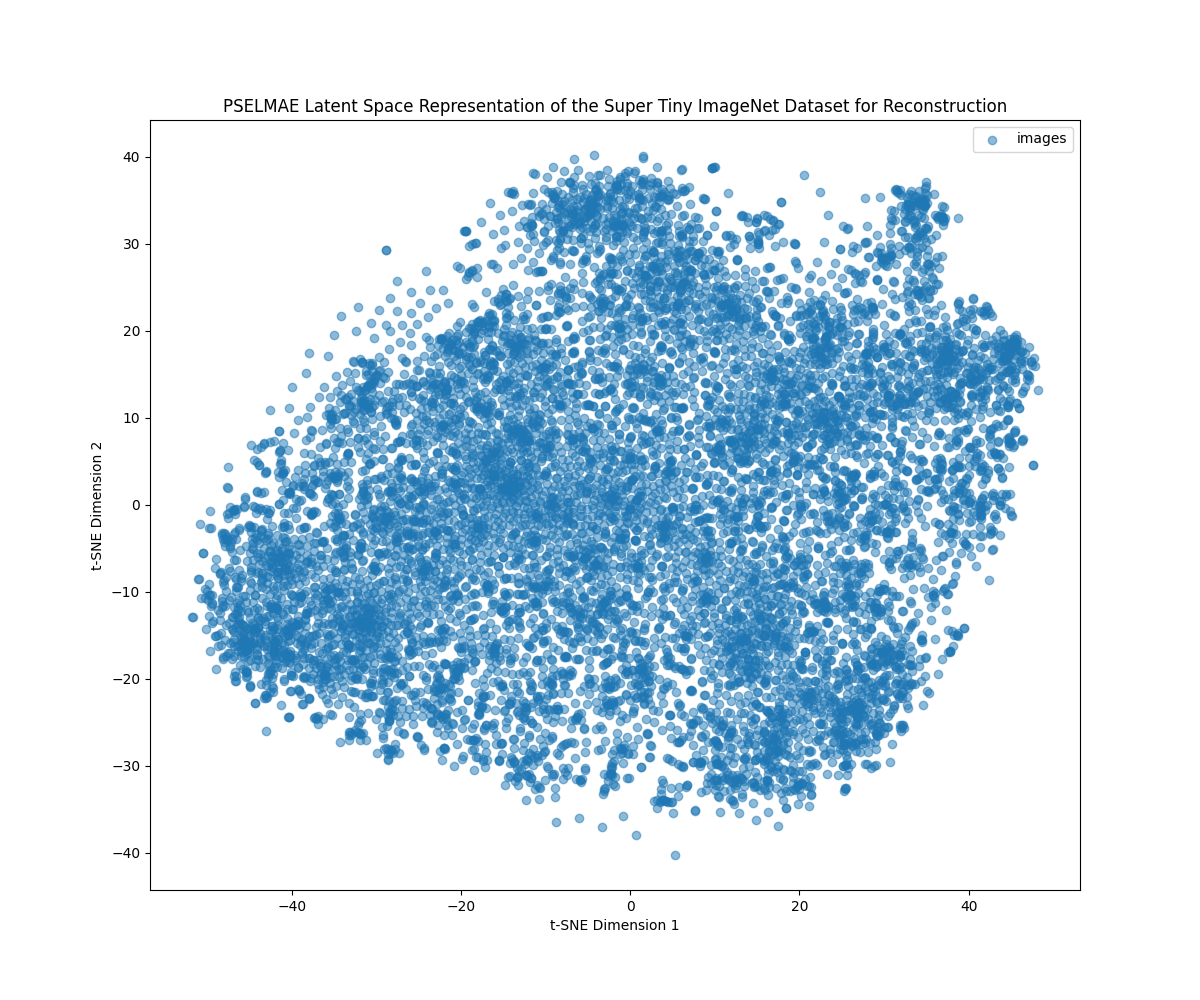 PSELMAE Latent Space Representation of the Super Tiny ImageNet Dataset for Reconstruction
images
40
30
20
10
0
−10
−20
−30
−40
t-SNE Dimension 2
−40 −20 0 20 40
t-SNE Dimension 1